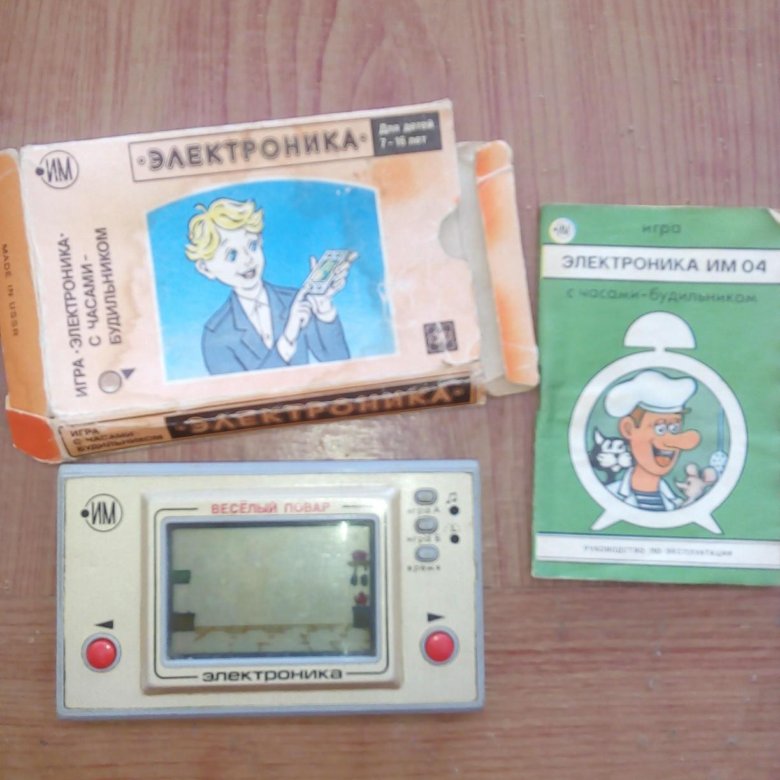 ИМ
•ЭЛЕКТРОНИКА•
Для детей
7-16 лет
ИГРА •ЭЛЕКТРОНИКА•
С ЧАСАМИ-
БУДИЛЬНИКОМ
MADE IN USSR
ИГРА
С ЧАСАМИ
БУДИЛЬНИКОМ
•ЭЛЕКТРОНИКА•
ИМ
игра
ЭЛЕКТРОНИКА ИМ 04
с часами-будильником
РУКОВОДСТВО ПО ЭКСПЛУАТАЦИИ
ИМ
ВЕСЁЛЫЙ ПОВАР
игра А
игра Б
время
электроника